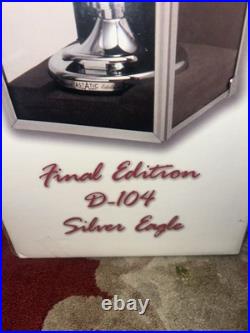 ASTATIC
Final Edition
D-104
Silver Eagle